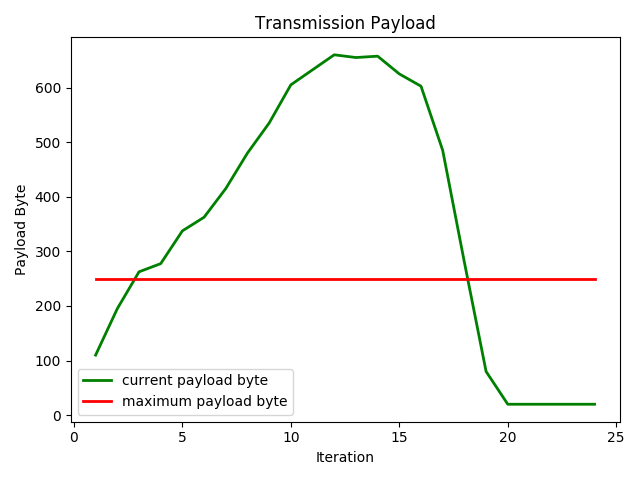 Transmission Payload
Payload Byte
600
500
400
300
200
100
0
current payload byte
maximum payload byte
0 5 10 15 20 25
Iteration